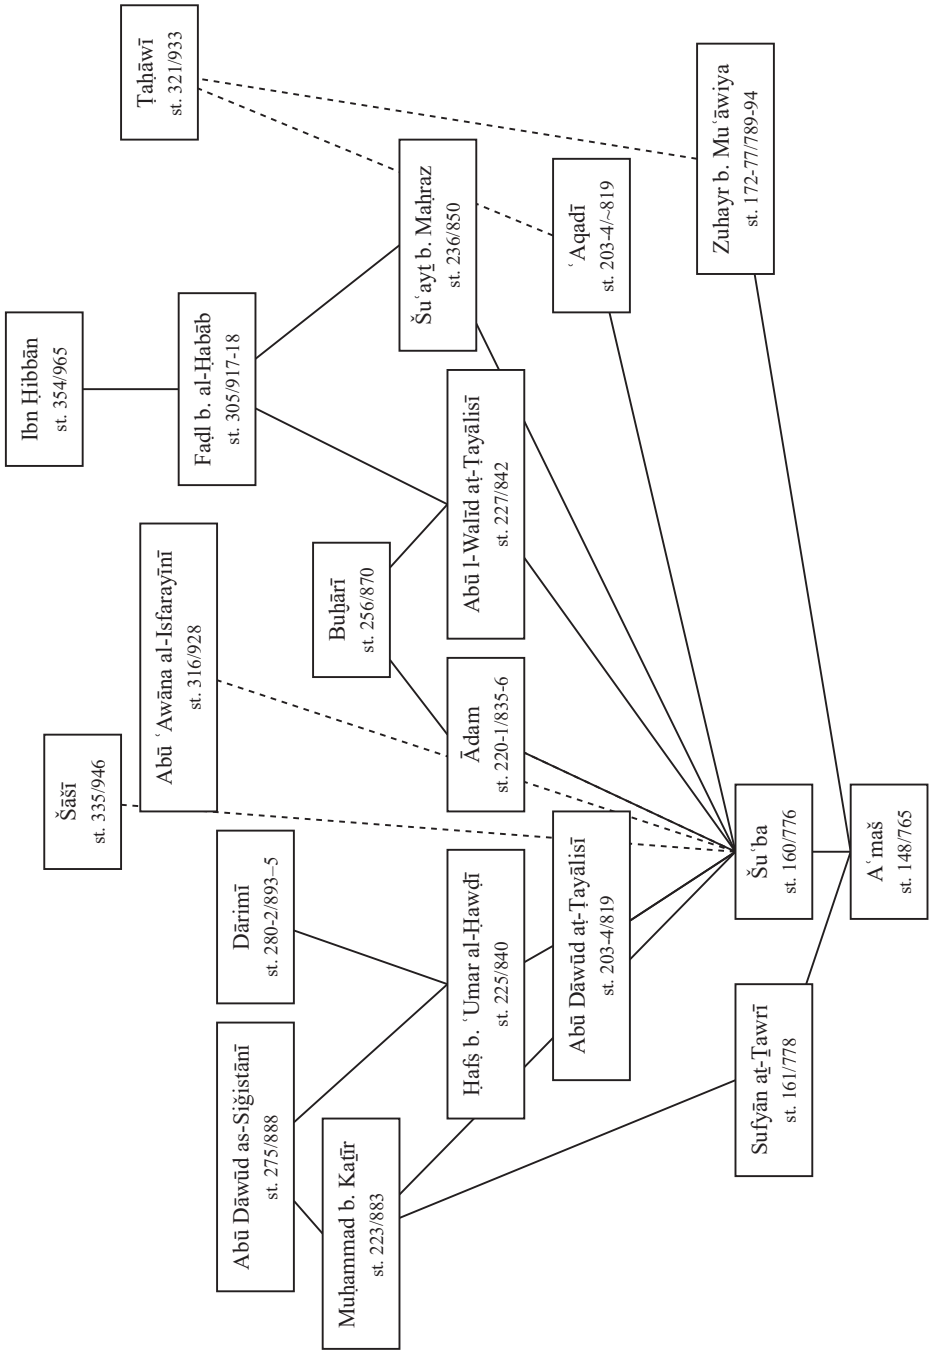 Ibn Ḥibbān
st. 354/965
Ṭaḥāwī
st. 321/933
Šāšī
st. 335/946
Abū ʿAwāna al-Isfarayīnī
st. 316/928
Faḍl b. al-Ḥabāb
st. 305/917-18
Abū Dāwūd as-Siǧistānī
st. 275/888
Dārimī
st. 280-2/893–5
Buḫārī
st. 256/870
Muḥammad b. Kaṯīr
st. 223/883
Šuʿayṯ b. Maḥraz
st. 236/850
Ḥafṣ b. ʿUmar al-Ḥawḍī
st. 225/840
Ādam
st. 220-1/835-6
Abū l-Walīd aṭ-Ṭayālisī
st. 227/842
Abū Dāwūd aṭ-Ṭayālisī
st. 203-4/819
ʿAqadī
st. 203-4/~819
Zuhayr b. Muʿāwiya
st. 172-77/789-94
Sufyān aṯ-Ṯawrī
st. 161/778
Šuʿba
st. 160/776
Aʿmaš
st. 148/765